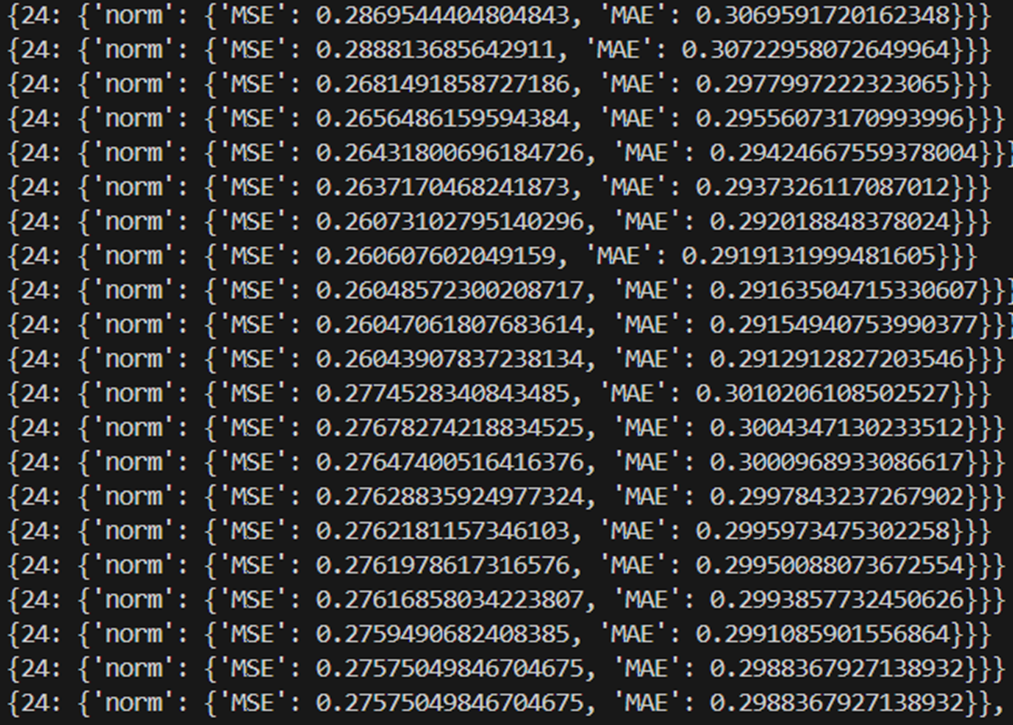 {24: {'norm': {'MSE': 0.2869544404804843, 'MAE': 0.3069591720162348}}}
{24: {'norm': {'MSE': 0.288813685642911, 'MAE': 0.30722958072649964}}}
{24: {'norm': {'MSE': 0.2681491858727186, 'MAE': 0.2977997222323065}}}
{24: {'norm': {'MSE': 0.2656486159594384, 'MAE': 0.29556073170993996}}}
{24: {'norm': {'MSE': 0.26431800696184726, 'MAE': 0.29424667559378004}}}
{24: {'norm': {'MSE': 0.2637170468241873, 'MAE': 0.2937326117087012}}}
{24: {'norm': {'MSE': 0.26073102795140296, 'MAE': 0.292018848378024}}}
{24: {'norm': {'MSE': 0.260607602049159, 'MAE': 0.2919131999481605}}}
{24: {'norm': {'MSE': 0.26048572300208717, 'MAE': 0.29163504715330607}}}
{24: {'norm': {'MSE': 0.26047061807683614, 'MAE': 0.29154940753990377}}}
{24: {'norm': {'MSE': 0.26043907837238134, 'MAE': 0.2912912827203546}}}
{24: {'norm': {'MSE': 0.2774528340843485, 'MAE': 0.3010206108502527}}}
{24: {'norm': {'MSE': 0.27678274218834525, 'MAE': 0.3004347130233512}}}
{24: {'norm': {'MSE': 0.27647400516416376, 'MAE': 0.3000968933086617}}}
{24: {'norm': {'MSE': 0.27628835924977324, 'MAE': 0.2997843237267902}}}
{24: {'norm': {'MSE': 0.2762181157346103, 'MAE': 0.2995973475302258}}}
{24: {'norm': {'MSE': 0.2761978617316576, 'MAE': 0.29950088073672554}}}
{24: {'norm': {'MSE': 0.27616858034223807, 'MAE': 0.2993857732450626}}}
{24: {'norm': {'MSE': 0.2759490682408385, 'MAE': 0.2991085901556864}}}
{24: {'norm': {'MSE': 0.27575049846704675, 'MAE': 0.2988367927138932}}}
{24: {'norm': {'MSE': 0.27575049846704675, 'MAE': 0.2988367927138932}},